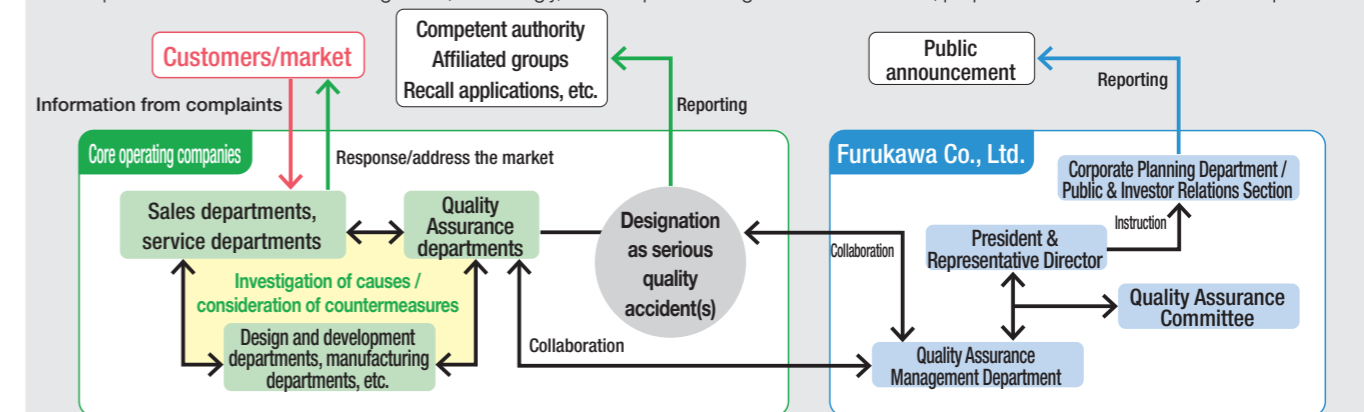 Customers/market
Competent authority
Affiliated groups
Recall applications, etc.
Public
announcement
Information from complaints
Reporting
Reporting
Core operating companies
Response/address the market
Furukawa Co., Ltd.
Corporate Planning Department /
Public & Investor Relations Section
Sales departments,
service departments
Quality
Assurance
departments
Designation
as serious
quality
accident(s)
Collaboration
Instruction
President &
Representative Director
Investigation of causes /
consideration of countermeasures
Quality Assurance
Committee
Design and development
departments, manufacturing
departments, etc.
Collaboration
Quality Assurance
Management Department